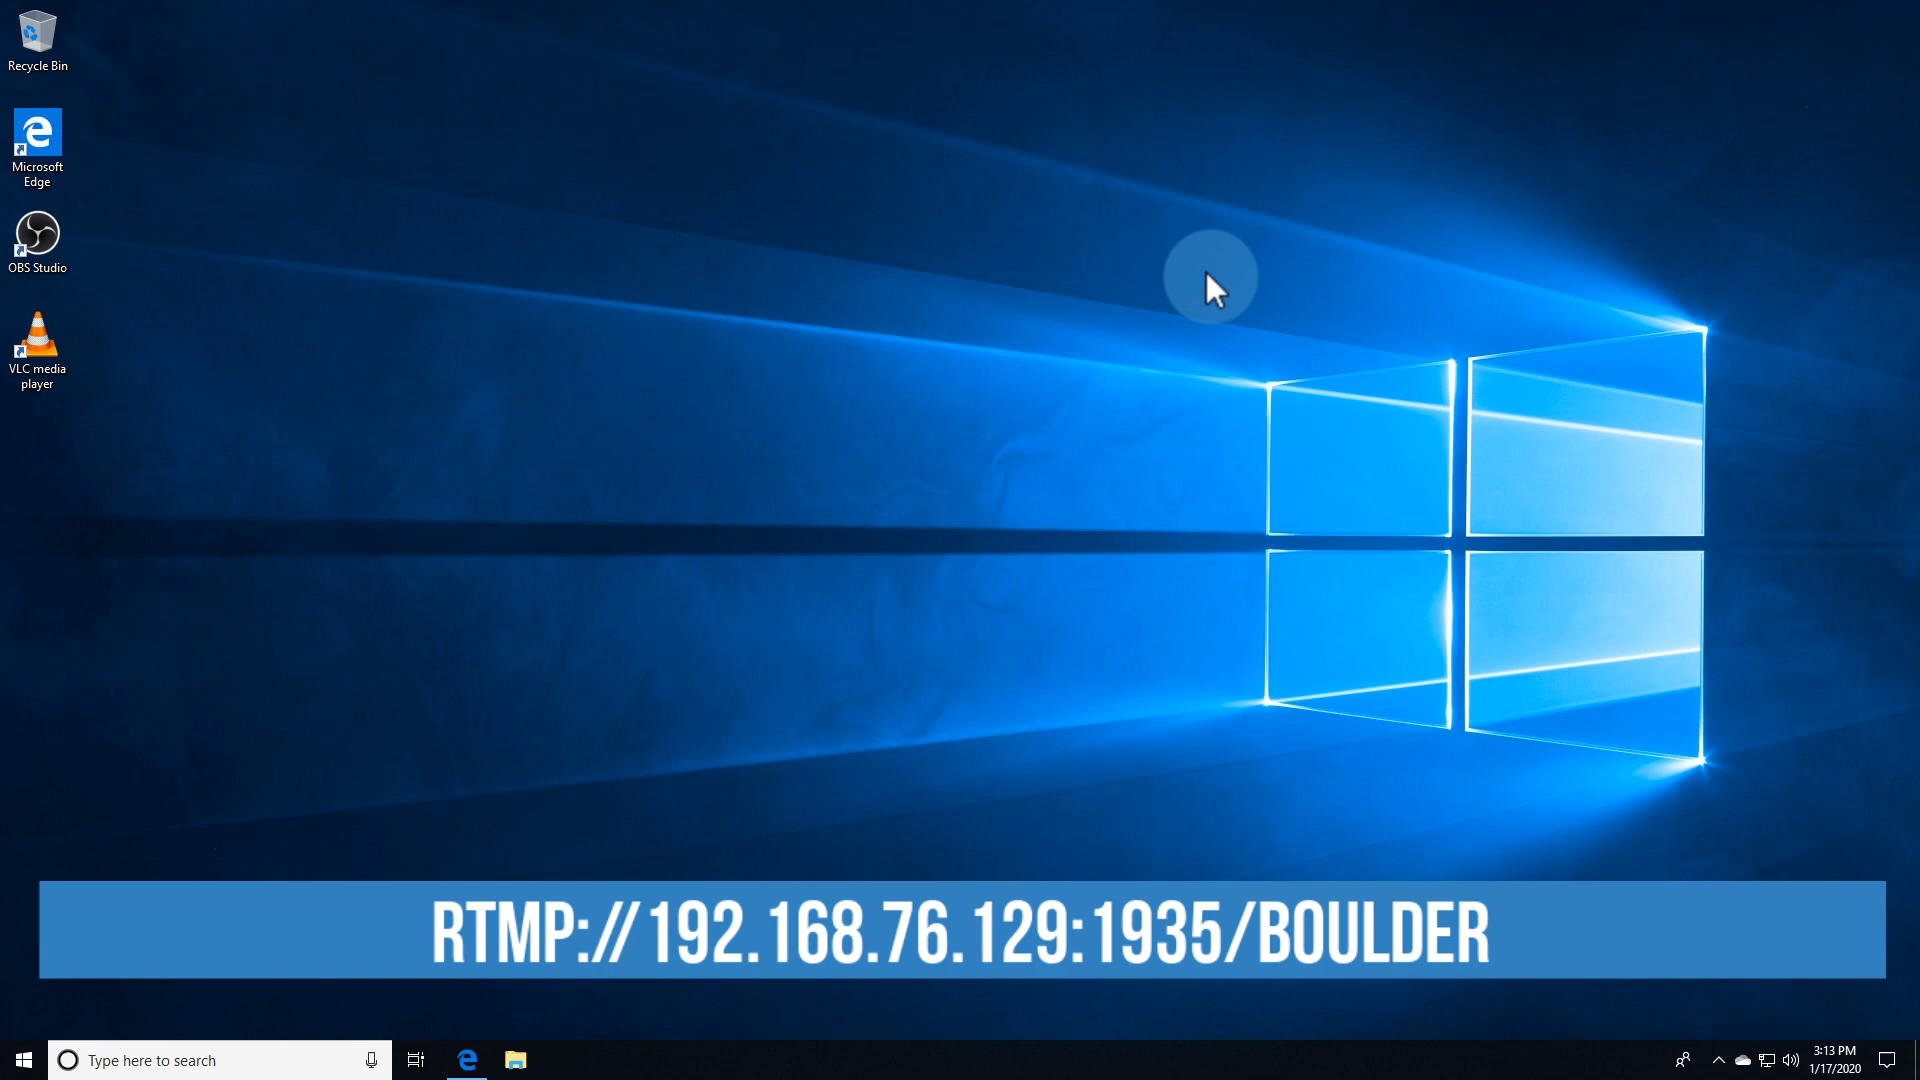 Recycle Bin
Microsoft
Edge
OBS Studio
VLC media
player
RTMP://192.168.76.129:1935/BOULDER
Type here to search
3:13 PM
1/17/2020